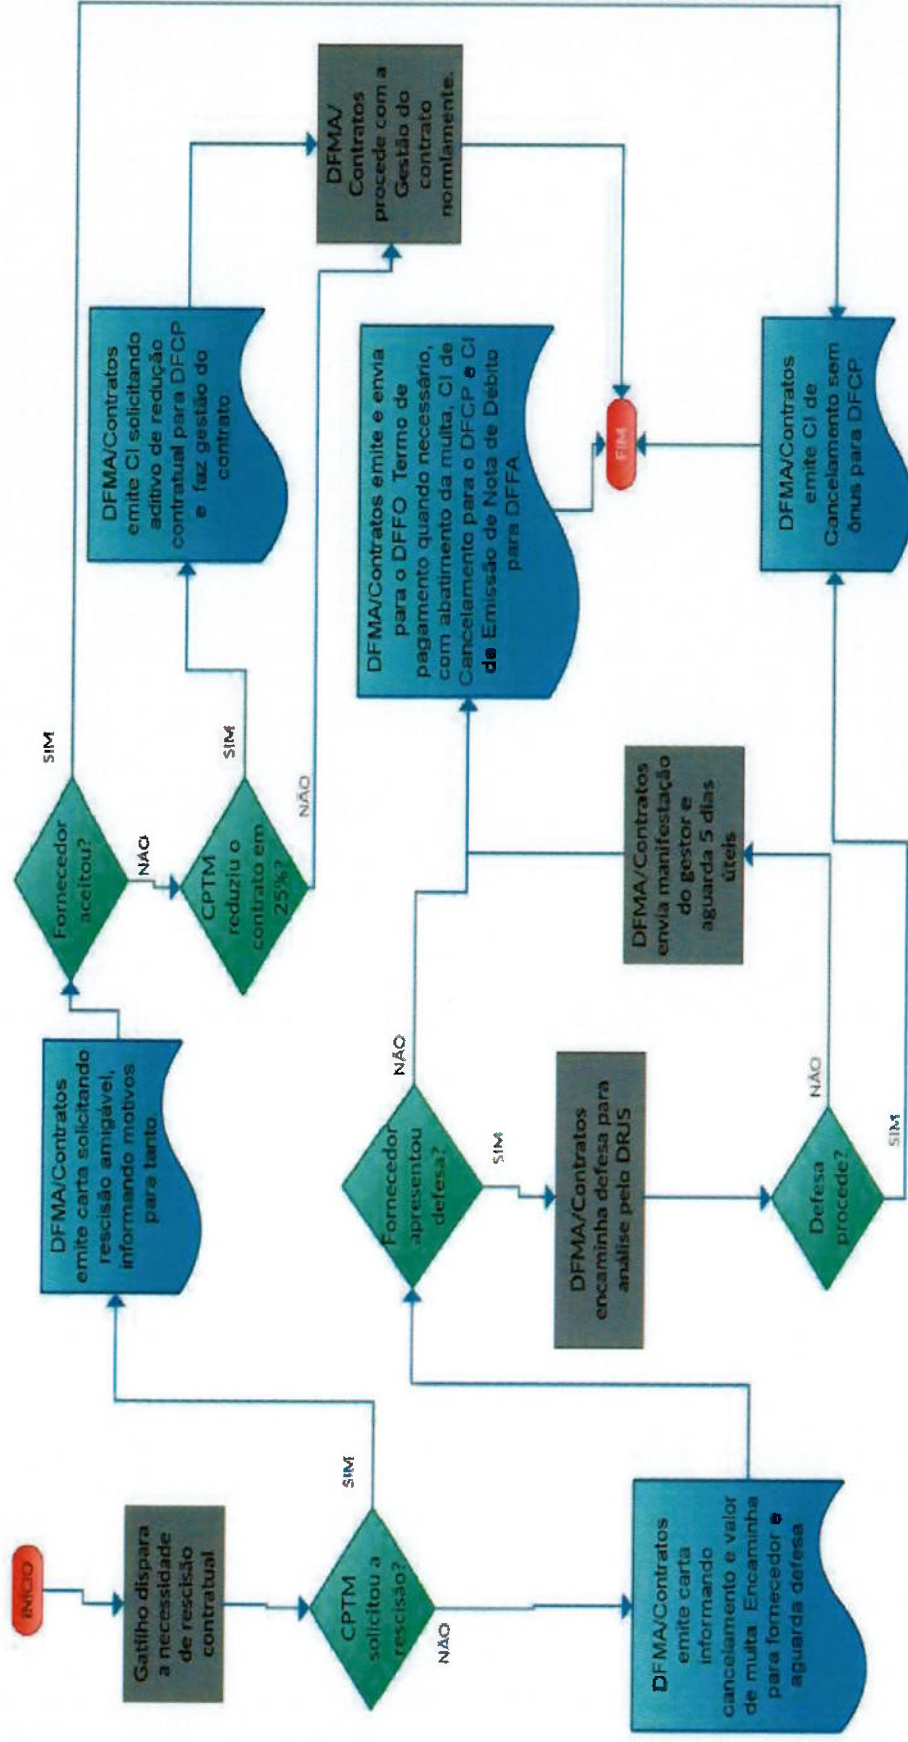 INÍCIO
Gatilho dispara
a necessidade
de rescisão
contratual
CPTM
solicitou a
rescisão?
SIM
NÃO
DFMA/Contratos
emite carta solicitando
rescisão amigável,
informando motivos
para tanto
Fornecedor
aceitou?
SIM
NÃO
CPTM
reduziu o
contrato em
25%?
SIM
NÃO
DFMA/Contratos
emite CI solicitando
aditivo de redução
contratual para DFCP
e faz gestão do
contrato
DFMA/
Contratos
procede com a
Gestão do
contrato
normlamente.
DFMA/Contratos
emite carta
informando
cancelamento e valor
de multa. Encaminha
para fornecedor e
aguarda defesa
Fornecedor
apresentou
defesa?
NÃO
SIM
DFMA/Contratos
encaminha defesa para
análise pelo DRJS
Defesa
procede?
NÃO
SIM
DFMA/Contratos
envia manifestação
do gestor e
aguarda 5 dias
úteis
DFMA/Contratos emite e envia
para o DFFO Termo de
pagamento quando necessário,
com abatimento da multa, CI de
Cancelamento para o DFCP e CI
de Emissão de Nota de Débito
para DFFA
DFMA/Contratos
emite CI de
Cancelamento sem
ônus para DFCP
FIM